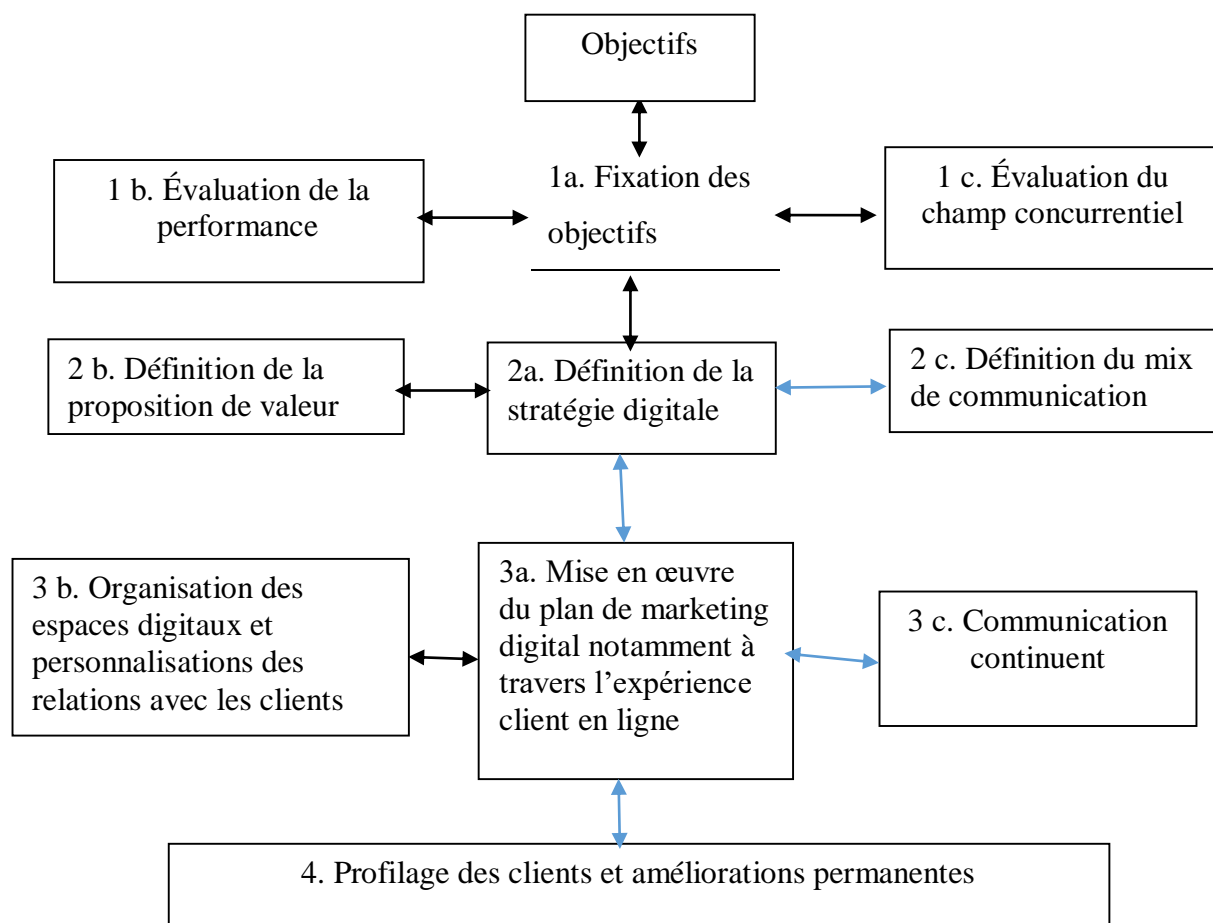 Objectifs
1 b. Évaluation de la
performance
1a. Fixation des
objectifs
1 c. Évaluation du
champ concurrentiel
2 b. Définition de la
proposition de valeur
2a. Définition de la
stratégie digitale
2 c. Définition du mix
de communication
3 b. Organisation des
espaces digitaux et
personnalisations des
relations avec les clients
3a. Mise en œuvre
du plan de marketing
digital notamment à
travers l’expérience
client en ligne
3 c. Communication
continuent
4. Profilage des clients et améliorations permanentes